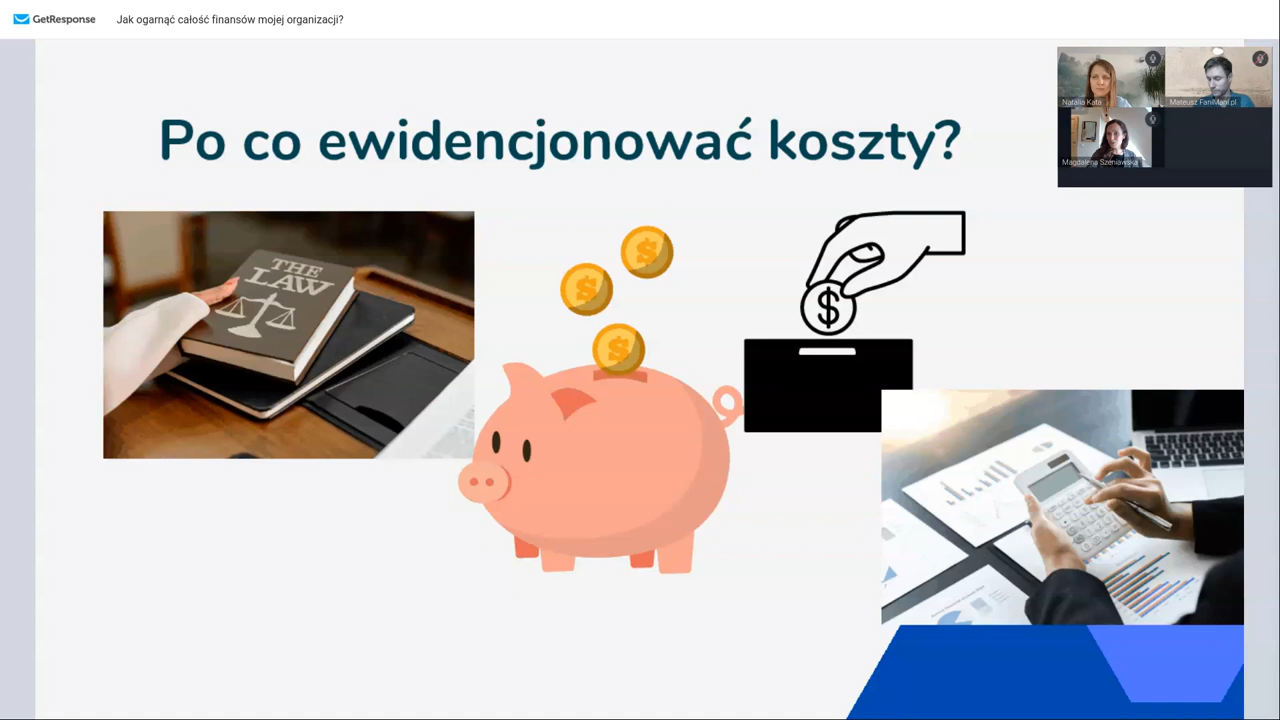 GetResponse
Jak ogarnąć całość finansów mojej organizacji?
Po co ewidencjonować koszty?
Natalia Kata
Mateusz FaniMani.pl
Magdalena Szeniawska
THE
LAW
$
$
$
$